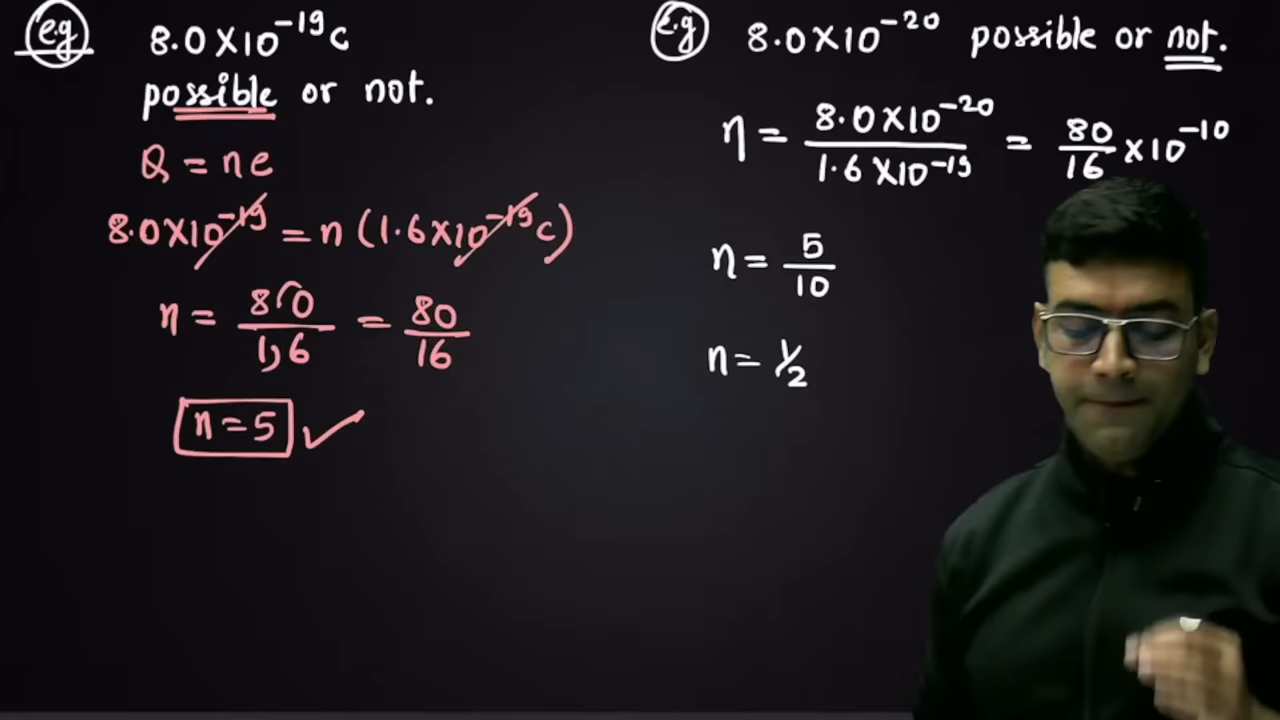 e.g 8.0×10⁻¹⁹c
possible or not.
Q = ne
8.0×10⁻¹⁹ = n (1.6×10⁻¹⁹c)
n = 8.0/1.6 = 80/16
n = 5 ✓
e.g 8.0×10⁻²⁰ possible or not.
n = 8.0×10⁻²⁰/1.6×10⁻¹⁹ = 80/16 ×10⁻¹⁰
n = 5/10
n = 1/2